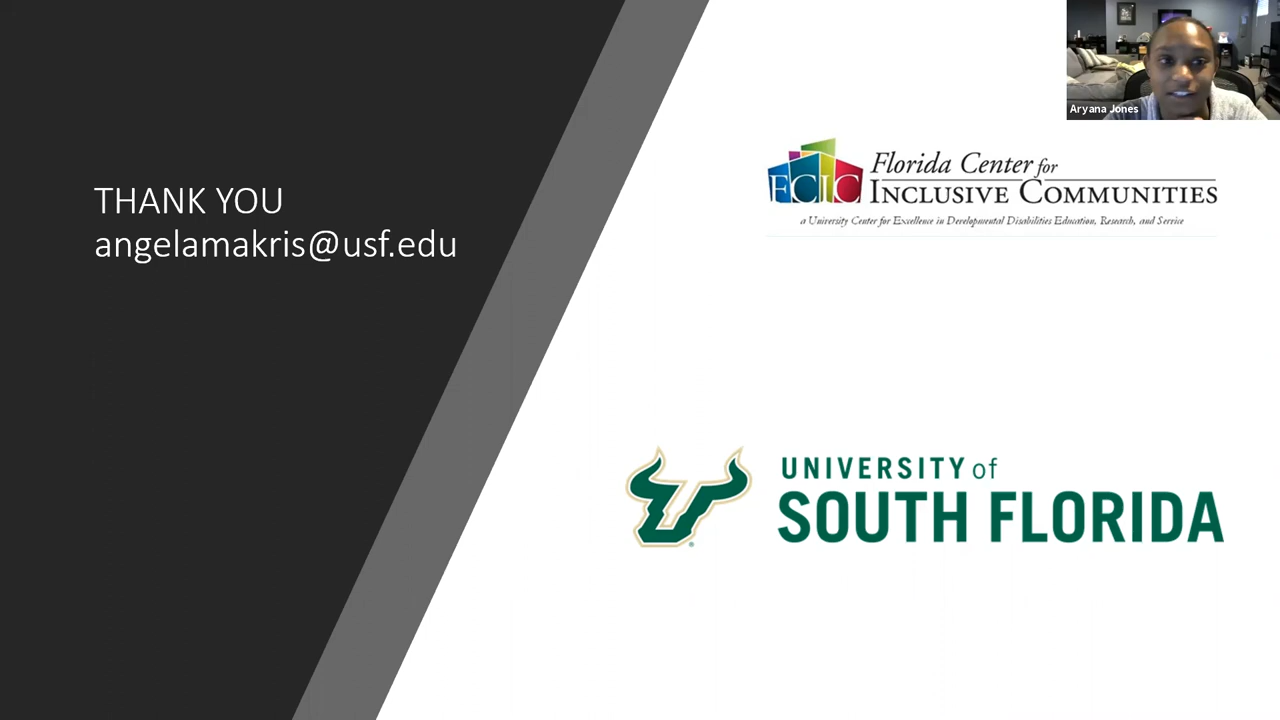 THANK YOU
angelamakris@usf.edu
Aryana Jones
FCIC
Florida Center for
INCLUSIVE COMMUNITIES
a University Center for Excellence in Developmental Disabilities Education, Research, and Service
UNIVERSITY of
SOUTH FLORIDA